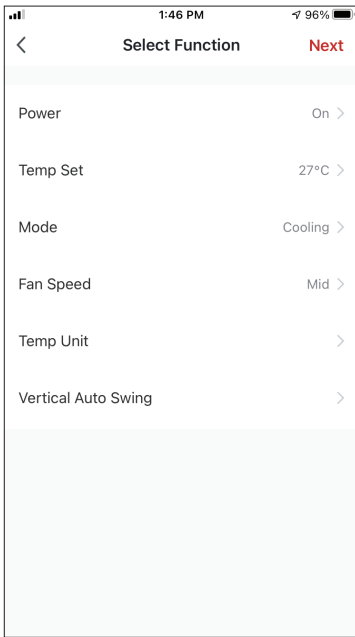 1:46 PM 96%
Select Function Next
Power On
Temp Set 27°C
Mode Cooling
Fan Speed Mid
Temp Unit
Vertical Auto Swing